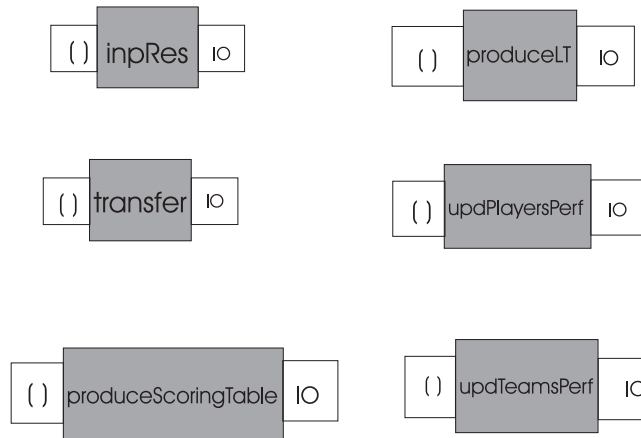 ( ) inpRes IO
( ) produceLT IO
( ) transfer IO
( ) updPlayersPerf IO
( ) produceScoringTable IO
( ) updTeamsPerf IO